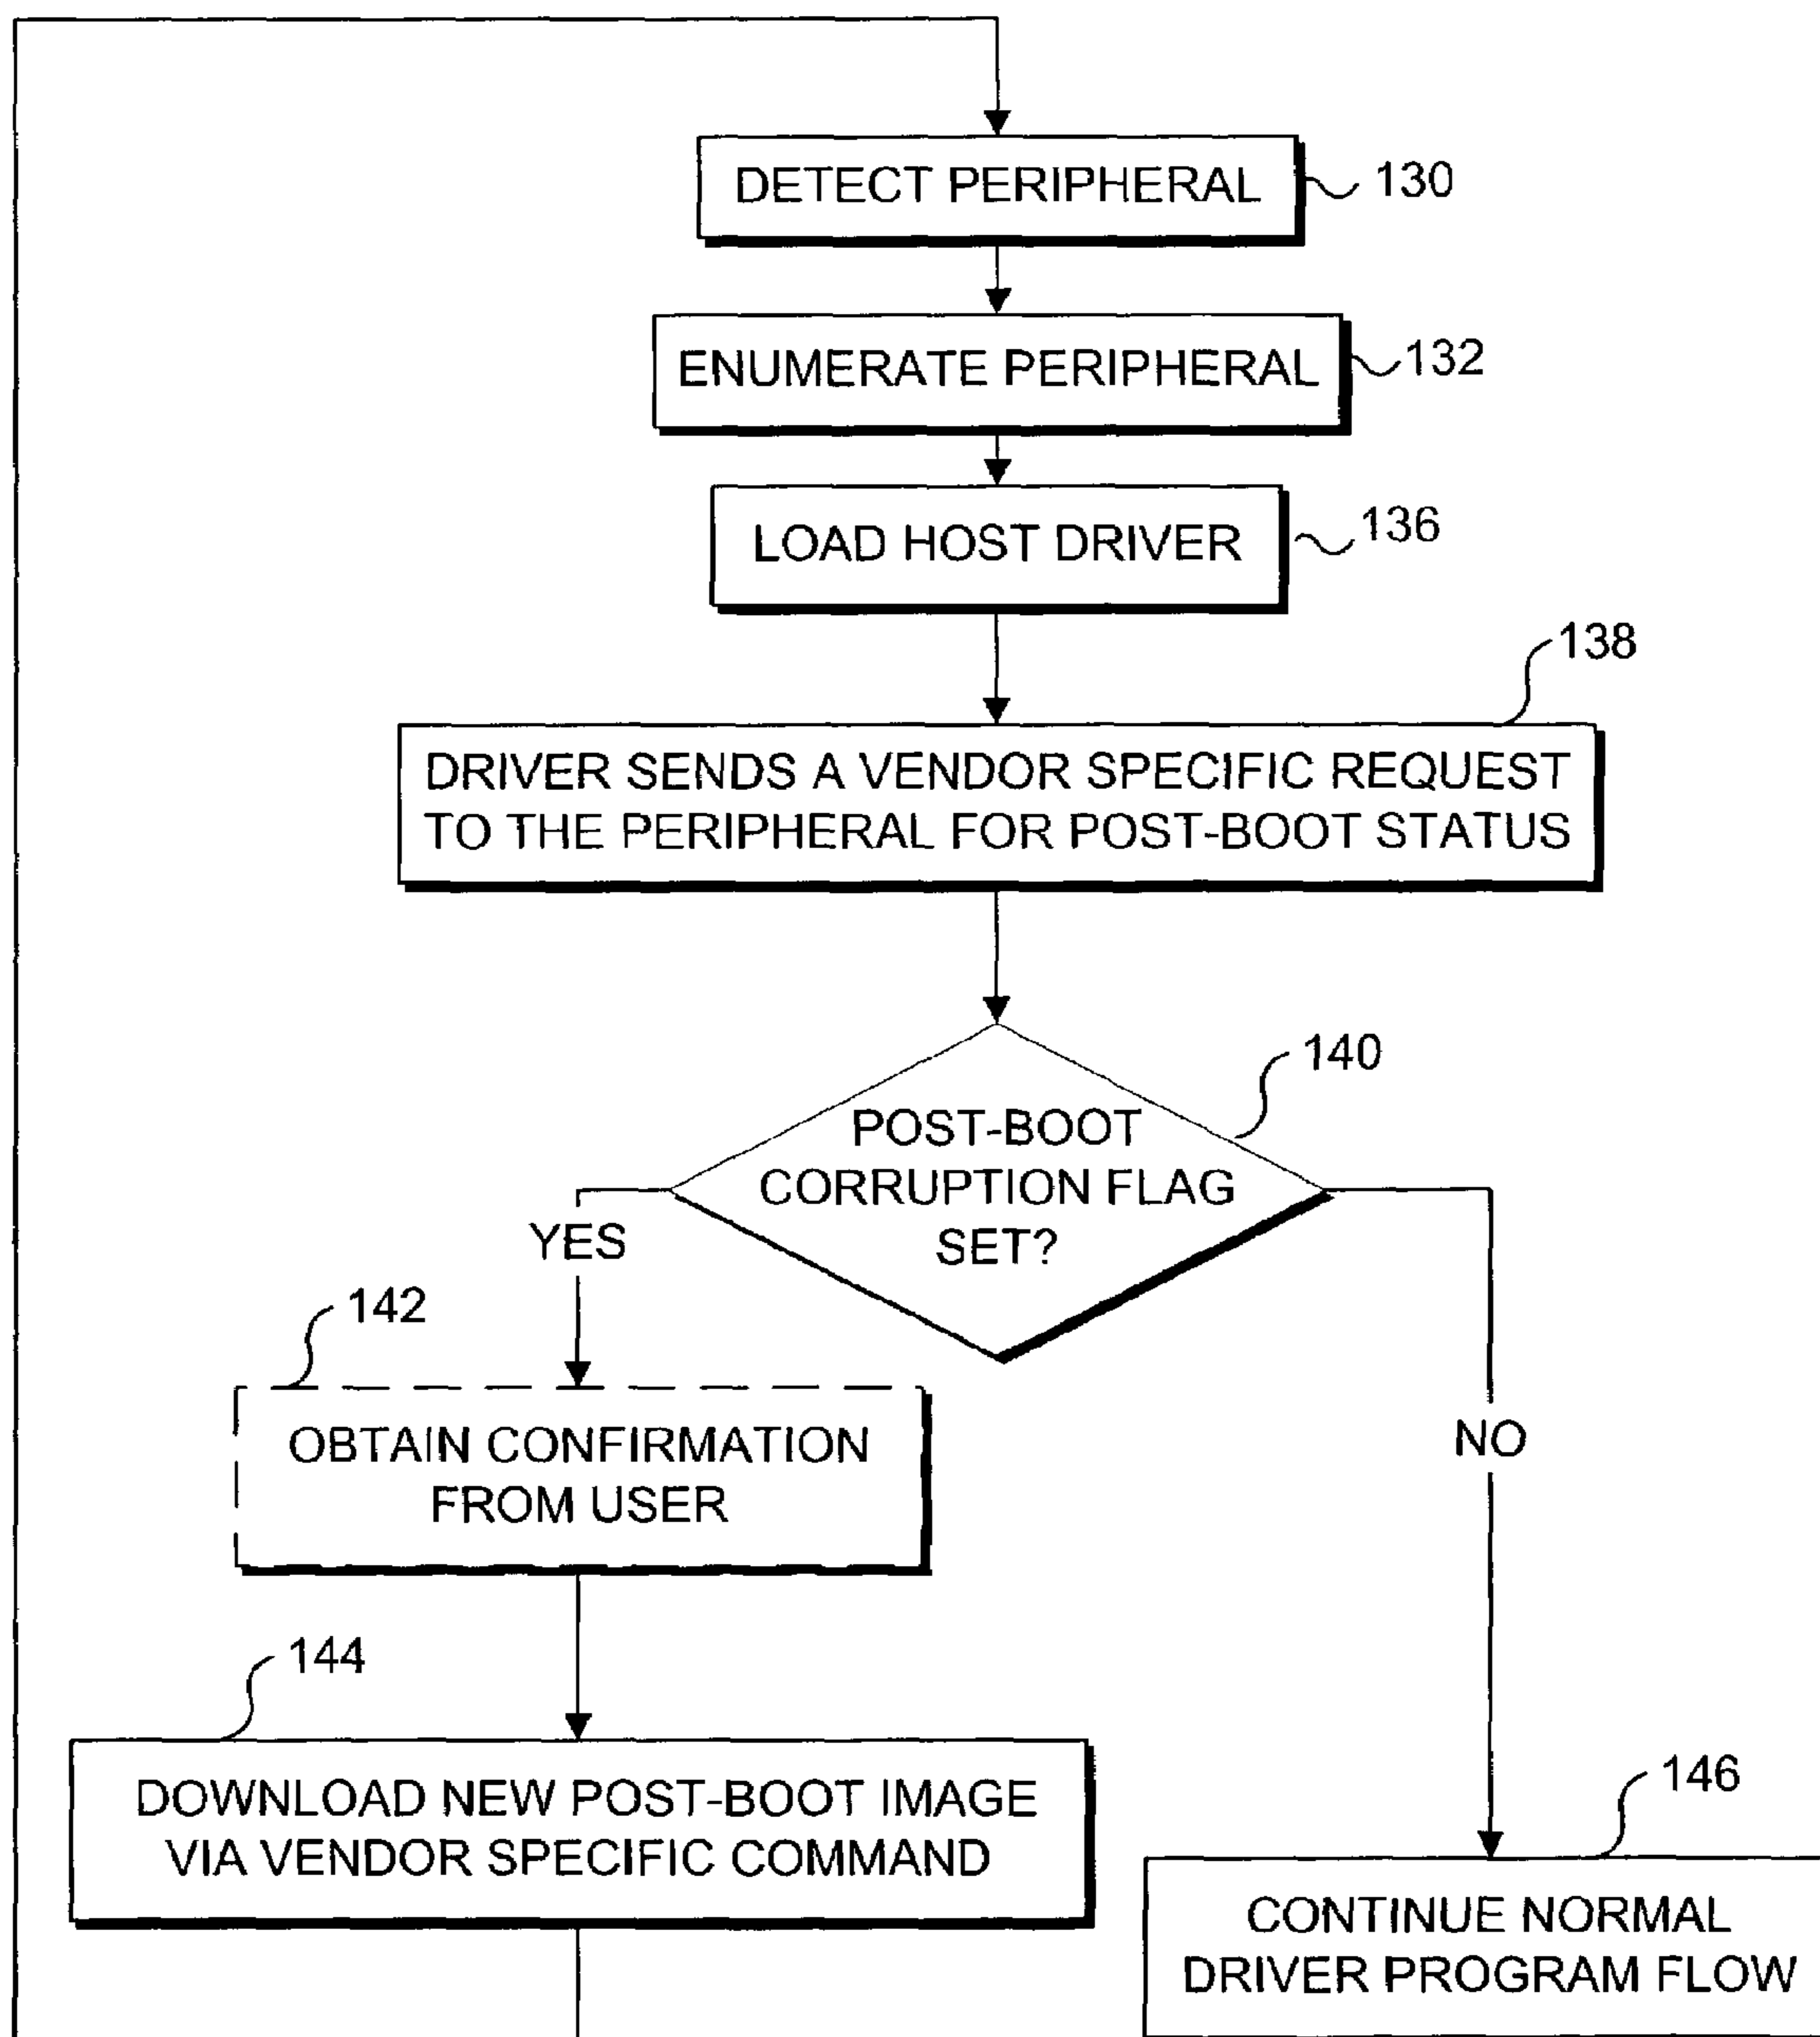 DETECT PERIPHERAL
130
ENUMERATE PERIPHERAL
132
LOAD HOST DRIVER
136
138
DRIVER SENDS A VENDOR SPECIFIC REQUEST
TO THE PERIPHERAL FOR POST-BOOT STATUS
140
POST-BOOT
CORRUPTION FLAG
SET?
YES
NO
142
OBTAIN CONFIRMATION
FROM USER
144
DOWNLOAD NEW POST-BOOT IMAGE
VIA VENDOR SPECIFIC COMMAND
146
CONTINUE NORMAL
DRIVER PROGRAM FLOW